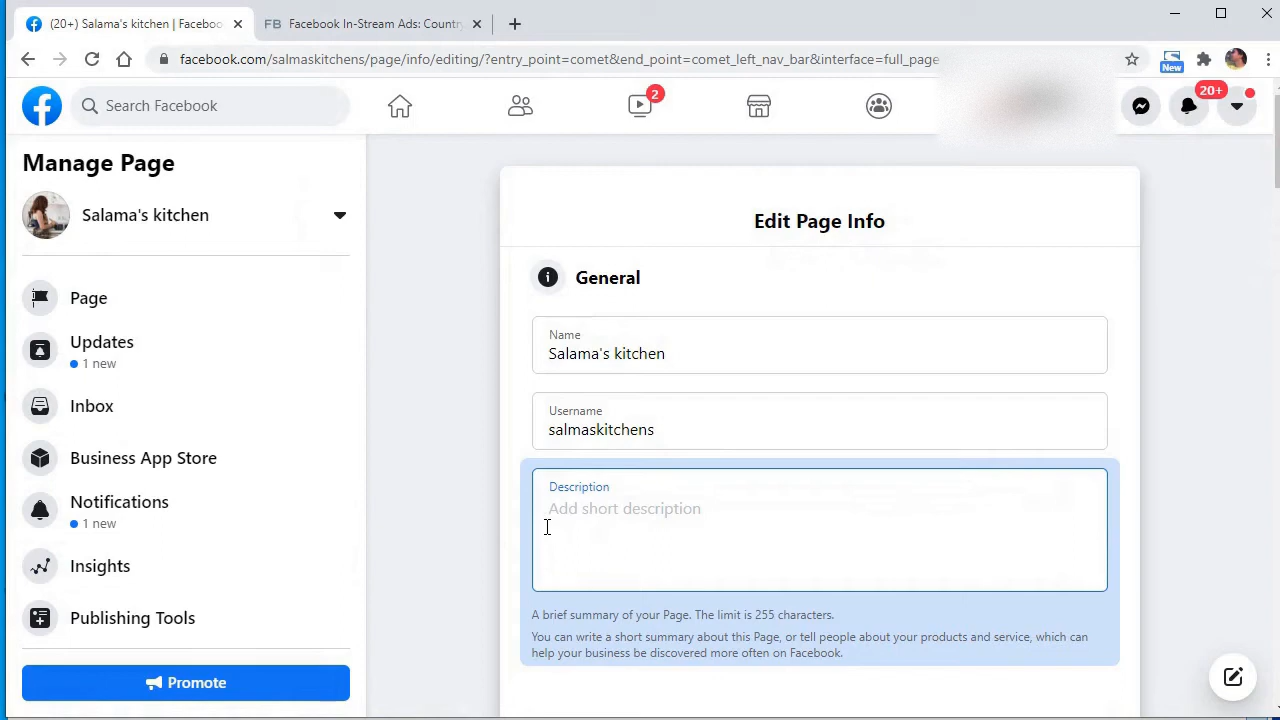 (20+) Salama's kitchen | Faceboo
Facebook In-Stream Ads: Countr
facebook.com/salmaskitchens/page/info/editing/?entry_point=comet&end_point=comet_left_nav_bar&interface=full_page
New
Search Facebook
2
20+
Manage Page
Salama's kitchen
Page
Updates
1 new
Inbox
Business App Store
Notifications
1 new
Insights
Publishing Tools
Promote
Edit Page Info
General
Name
Salama's kitchen
Username
salmaskitchens
Description
Add short description
A brief summary of your Page. The limit is 255 characters.
You can write a short summary about this Page, or tell people about your products and service, which can
help your business be discovered more often on Facebook.